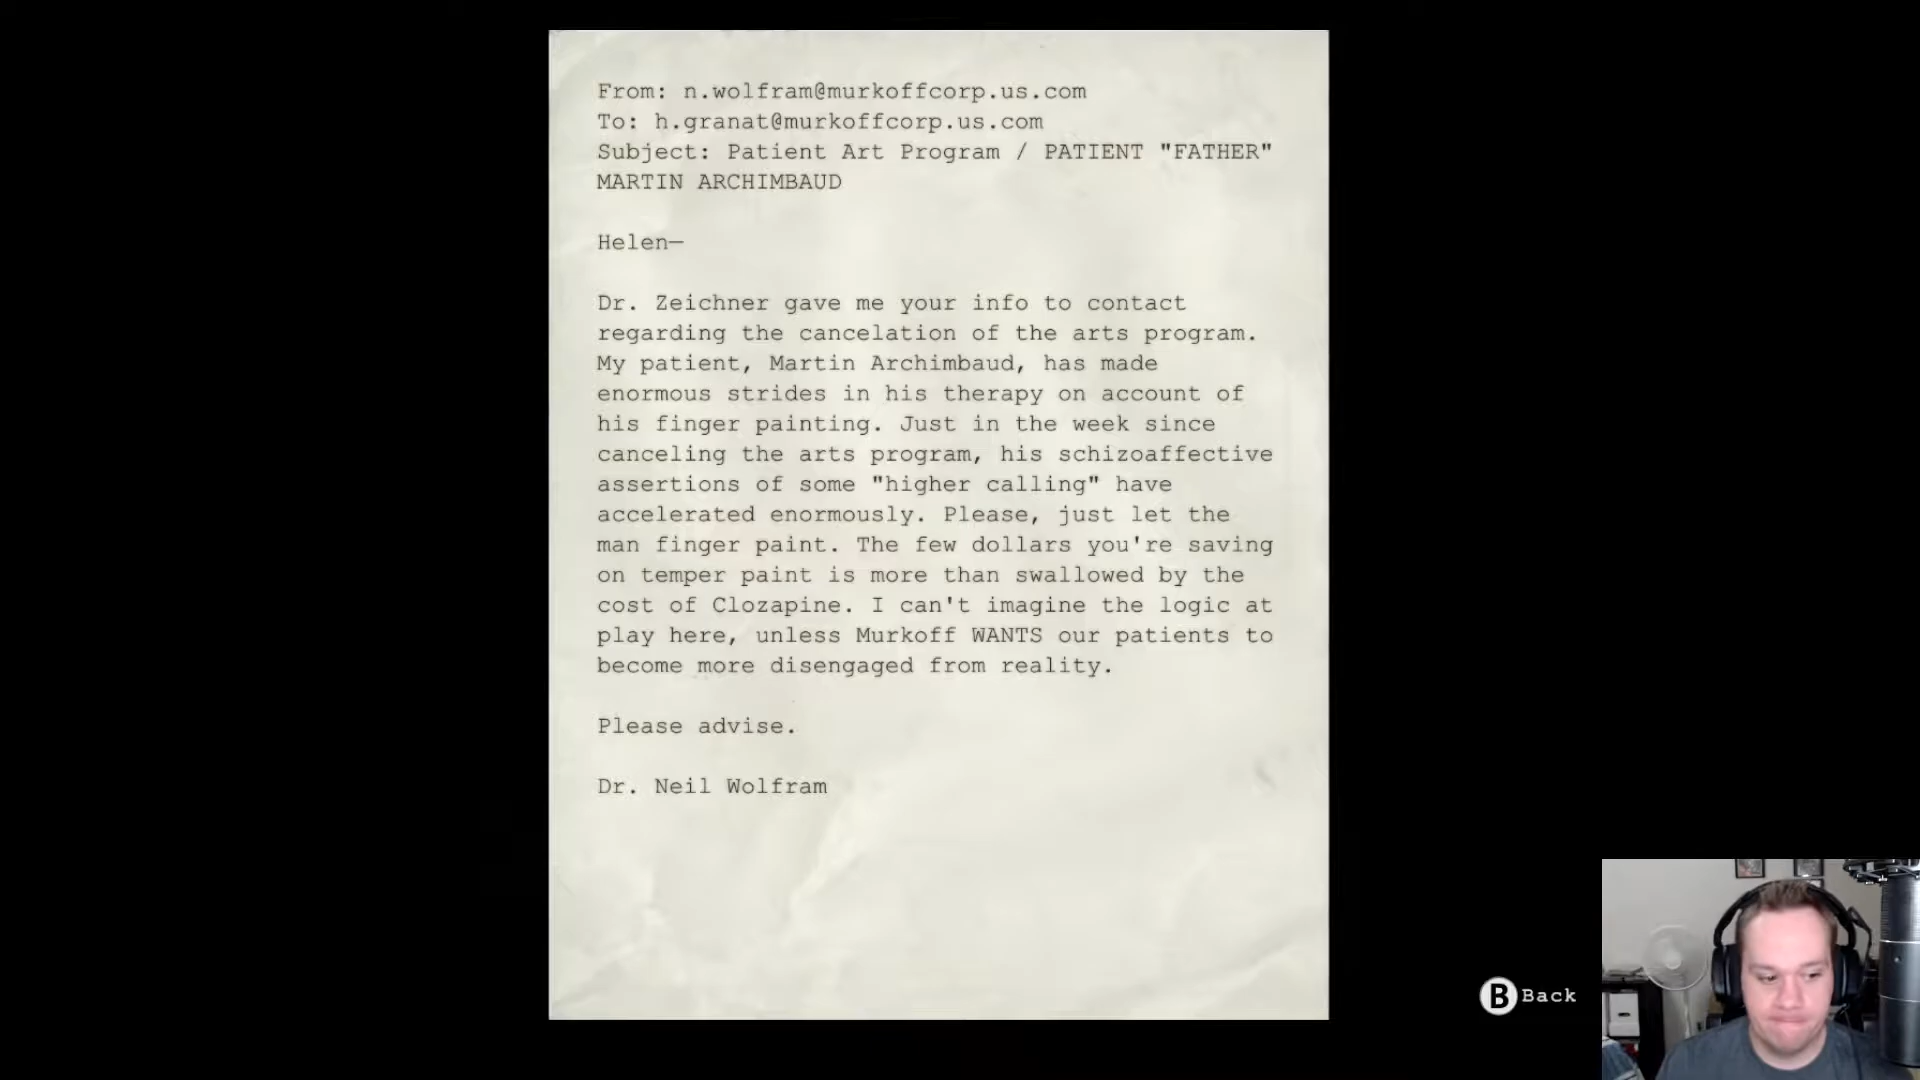 From: n.wolfram@murkoffcorp.us.com
To: h.granat@murkoffcorp.us.com
Subject: Patient Art Program / PATIENT "FATHER"
MARTIN ARCHIMBAUD
Helen—
Dr. Zeichner gave me your info to contact
regarding the cancelation of the arts program.
My patient, Martin Archimbaud, has made
enormous strides in his therapy on account of
his finger painting. Just in the week since
canceling the arts program, his schizoaffective
assertions of some "higher calling" have
accelerated enormously. Please, just let the
man finger paint. The few dollars you're saving
on temper paint is more than swallowed by the
cost of Clozapine. I can't imagine the logic at
play here, unless Murkoff WANTS our patients to
become more disengaged from reality.
Please advise.
Dr. Neil Wolfram
B Back